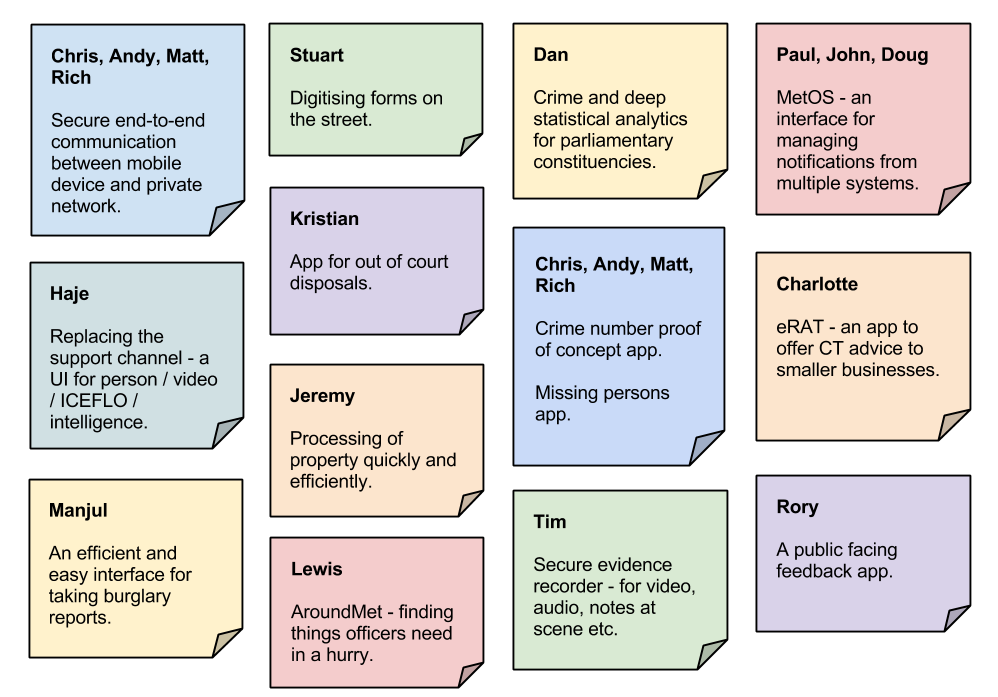 Chris, Andy, Matt,
Rich
Secure end-to-end
communication
between mobile
device and private
network.
Haje
Replacing the
support channel - a
UI for person / video
/ ICEFLO /
intelligence.
Manjul
An efficient and
easy interface for
taking burglary
reports.
Stuart
Digitising forms on
the street.
Kristian
App for out of court
disposals.
Jeremy
Processing of
property quickly and
efficiently.
Lewis
AroundMet - finding
things officers need
in a hurry.
Dan
Crime and deep
statistical analytics
for parliamentary
constituencies.
Chris, Andy, Matt,
Rich
Crime number proof
of concept app.
Missing persons
app.
Tim
Secure evidence
recorder - for video,
audio, notes at
scene etc.
Paul, John, Doug
MetOS - an
interface for
managing
notifications from
multiple systems.
Charlotte
eRAT - an app to
offer CT advice to
smaller businesses.
Rory
A public facing
feedback app.